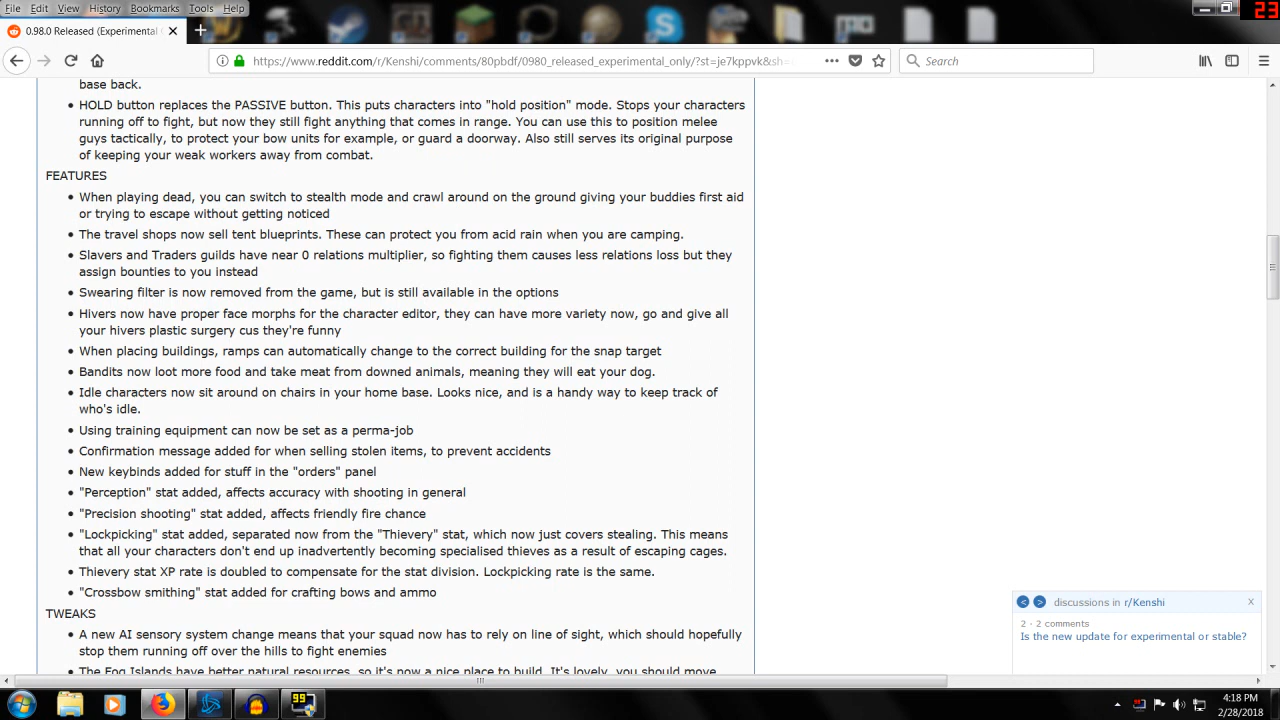 File Edit View History Bookmarks Tools Help
23
0.98.0 Released (Experimental
https://www.reddit.com/r/Kenshi/comments/80pbdf/0980_released_experimental_only/?st=je7kppvk&sh=
Search
base back.
• HOLD button replaces the PASSIVE button. This puts characters into "hold position" mode. Stops your characters
running off to fight, but now they still fight anything that comes in range. You can use this to position melee
guys tactically, to protect your bow units for example, or guard a doorway. Also still serves its original purpose
of keeping your weak workers away from combat.
FEATURES
• When playing dead, you can switch to stealth mode and crawl around on the ground giving your buddies first aid
or trying to escape without getting noticed
• The travel shops now sell tent blueprints. These can protect you from acid rain when you are camping.
• Slavers and Traders guilds have near 0 relations multiplier, so fighting them causes less relations loss but they
assign bounties to you instead
• Swearing filter is now removed from the game, but is still available in the options
• Hivers now have proper face morphs for the character editor, they can have more variety now, go and give all
your hivers plastic surgery cus they're funny
• When placing buildings, ramps can automatically change to the correct building for the snap target
• Bandits now loot more food and take meat from downed animals, meaning they will eat your dog.
• Idle characters now sit around on chairs in your home base. Looks nice, and is a handy way to keep track of
who's idle.
• Using training equipment can now be set as a perma-job
• Confirmation message added for when selling stolen items, to prevent accidents
• New keybinds added for stuff in the "orders" panel
• "Perception" stat added, affects accuracy with shooting in general
• "Precision shooting" stat added, affects friendly fire chance
• "Lockpicking" stat added, separated now from the "Thievery" stat, which now just covers stealing. This means
that all your characters don't end up inadvertently becoming specialised thieves as a result of escaping cages.
• Thievery stat XP rate is doubled to compensate for the stat division. Lockpicking rate is the same.
• "Crossbow smithing" stat added for crafting bows and ammo
TWEAKS
• A new AI sensory system change means that your squad now has to rely on line of sight, which should hopefully
stop them running off over the hills to fight enemies
• The Fog Islands have better natural resources, so it's now a nice place to build. It's lovely, you should move
discussions in r/Kenshi X
2 · 2 comments
Is the new update for experimental or stable?
99
4:18 PM
2/28/2018